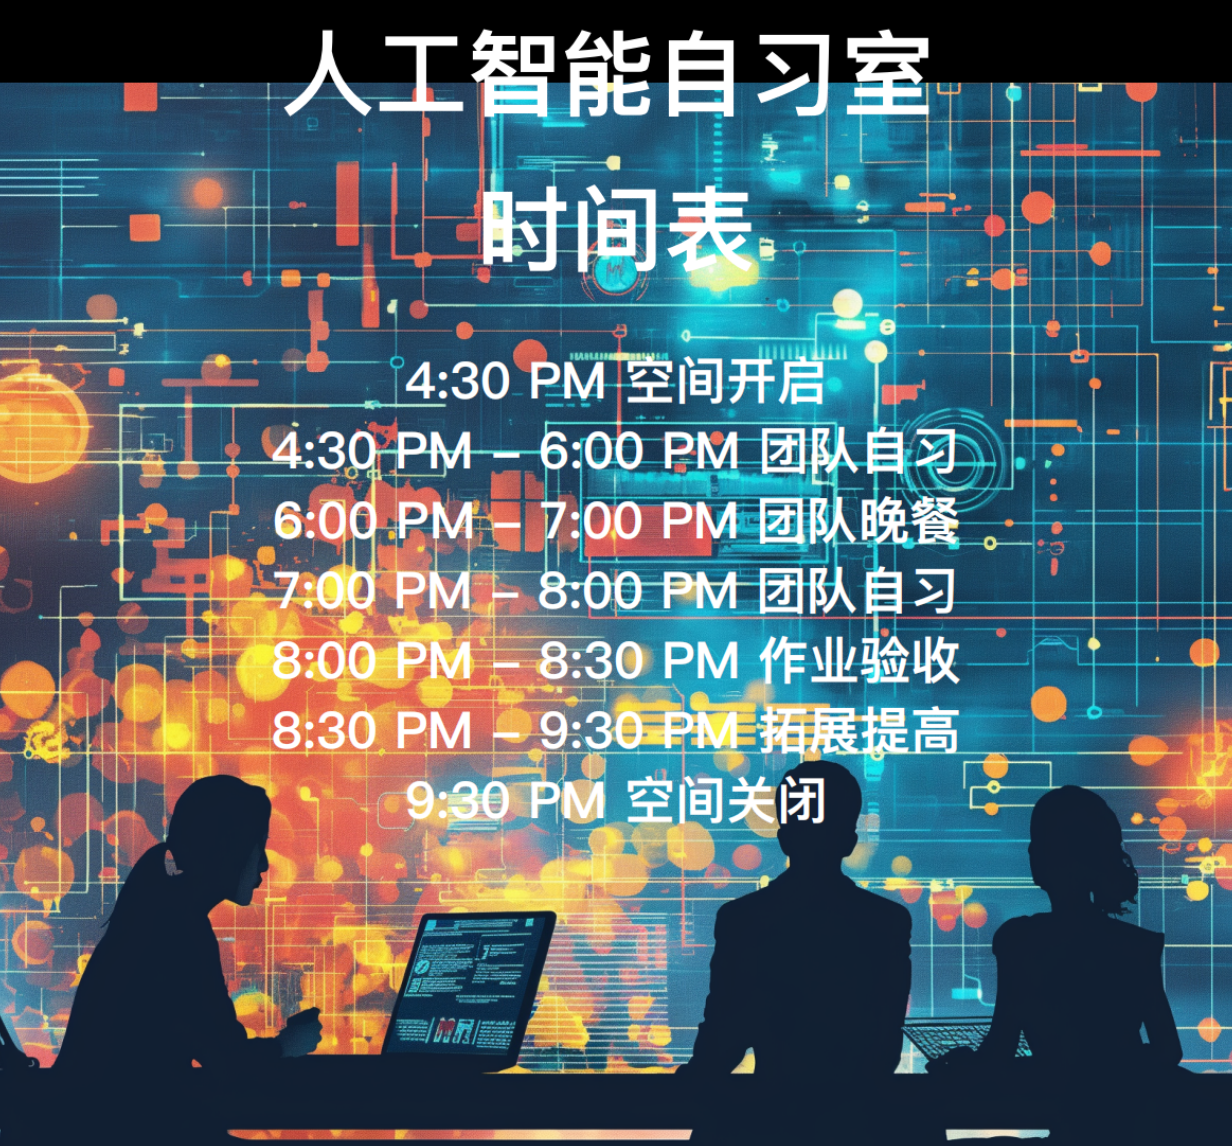 人工智能自习室
时间表
4:30 PM 空间开启
4:30 PM – 6:00 PM 团队自习
6:00 PM – 7:00 PM 团队晚餐
7:00 PM – 8:00 PM 团队自习
8:00 PM – 8:30 PM 作业验收
8:30 PM – 9:30 PM 拓展提高
9:30 PM 空间关闭